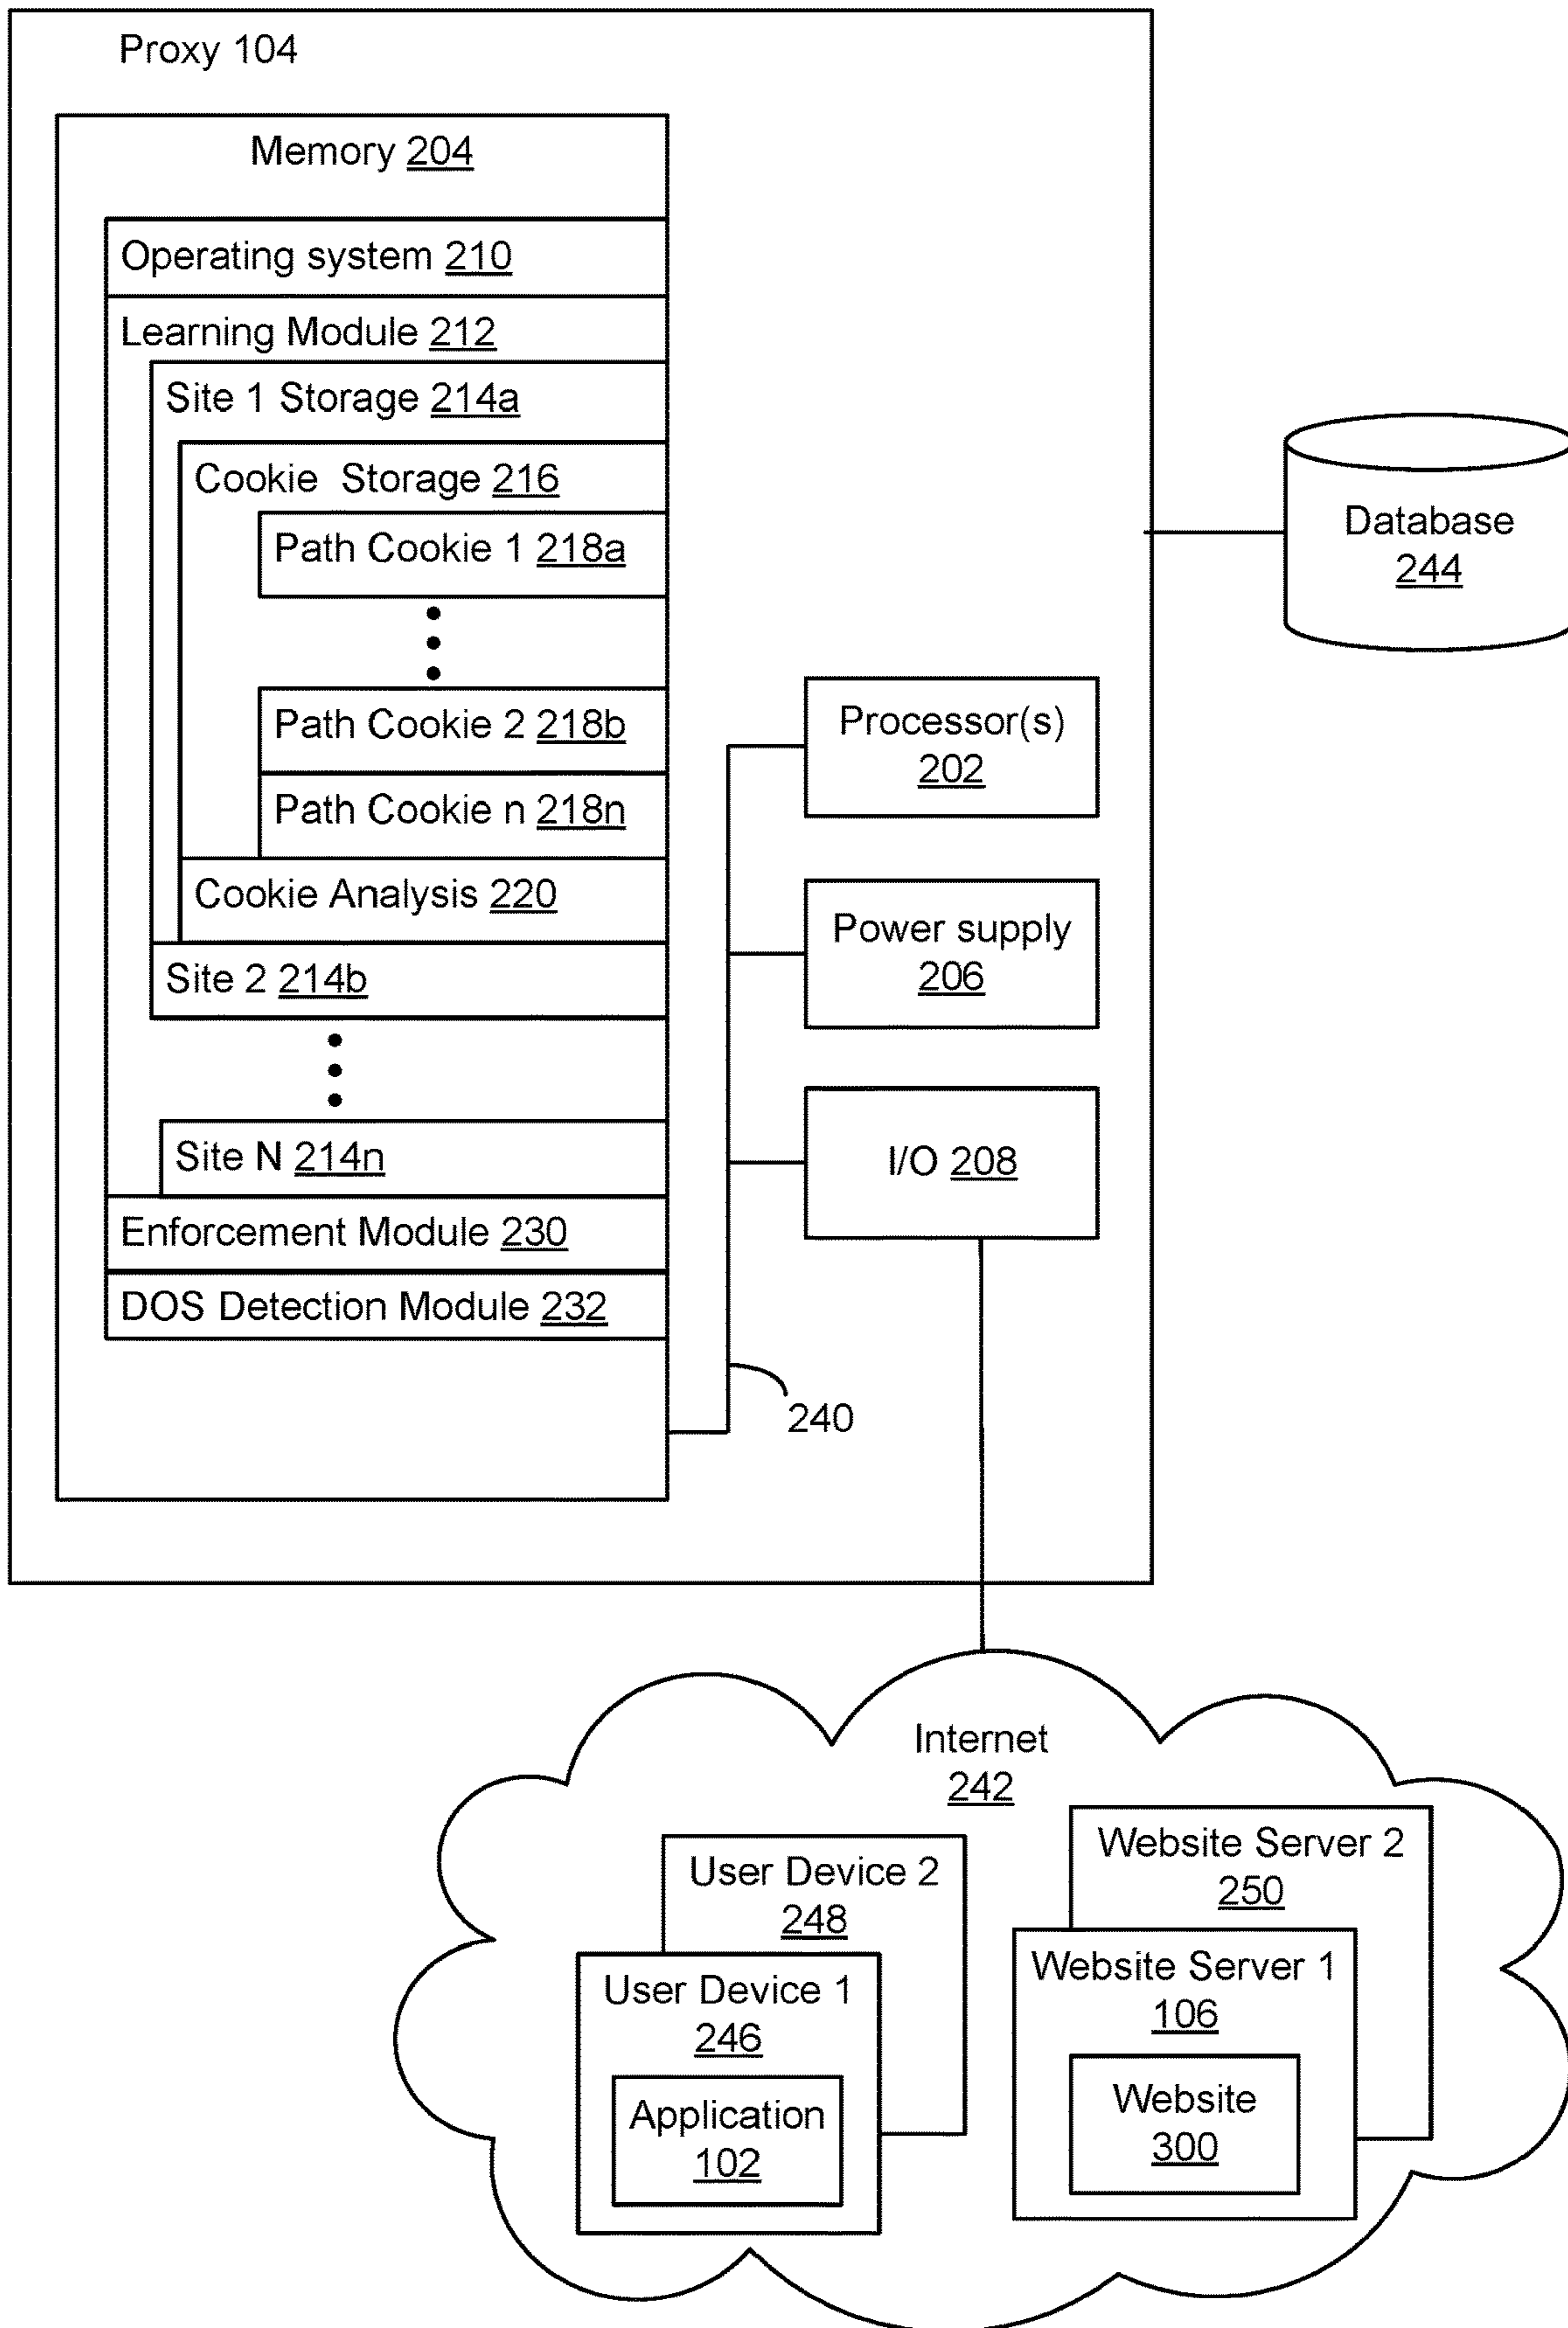 Proxy 104
Memory 204
Operating system 210
Learning Module 212
Site 1 Storage 214a
Cookie Storage 216
Path Cookie 1 218a
Path Cookie 2 218b
Path Cookie n 218n
Cookie Analysis 220
Site 2 214b
Site N 214n
Enforcement Module 230
DOS Detection Module 232
Processor(s)
202
Power supply
206
I/O 208
240
Database
244
Internet
242
User Device 2
248
User Device 1
246
Application
102
Website Server 2
250
Website Server 1
106
Website
300